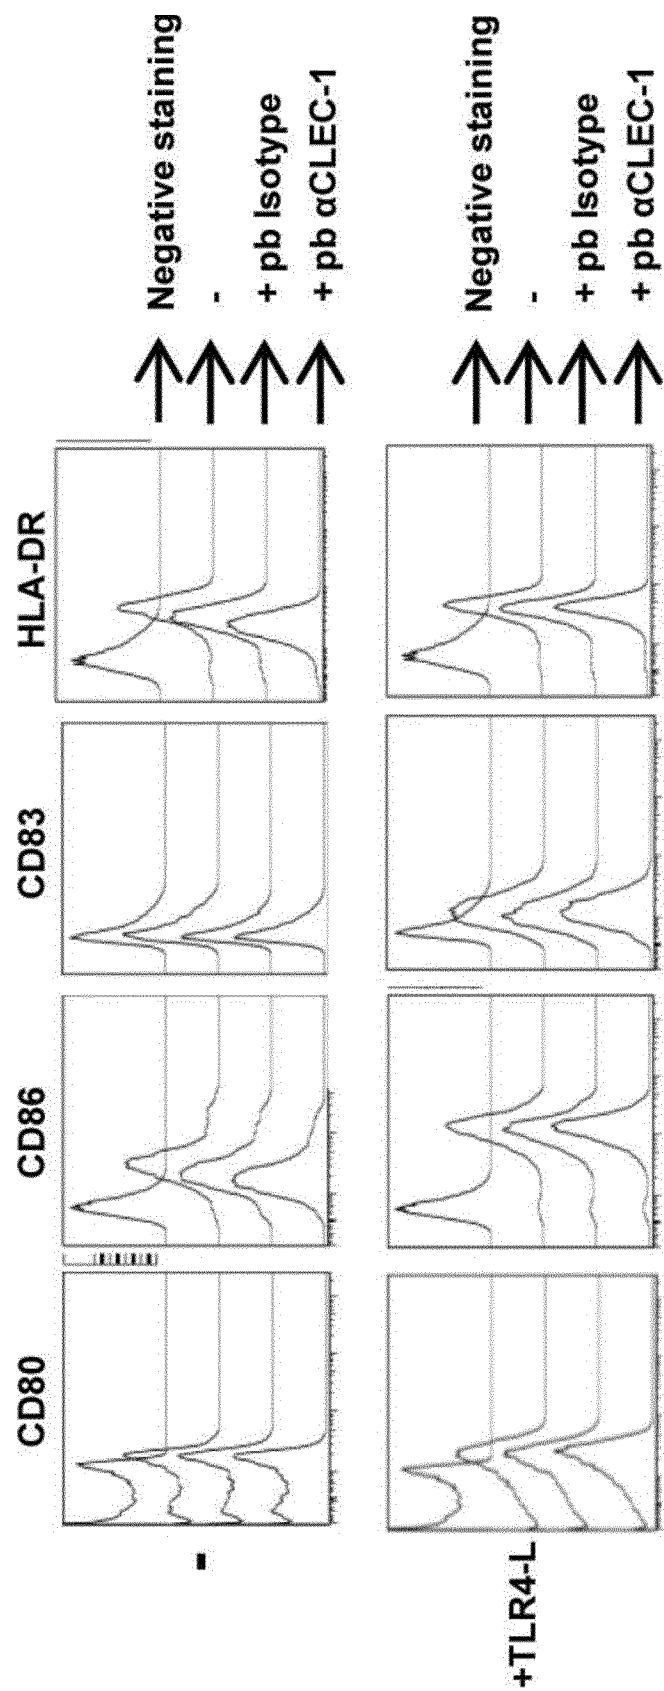 CD80
CD86
CD83
HLA-DR
-
Negative staining
-
+ pb Isotype
+ pb αCLEC-1
+TLR4-L
Negative staining
-
+ pb Isotype
+ pb αCLEC-1